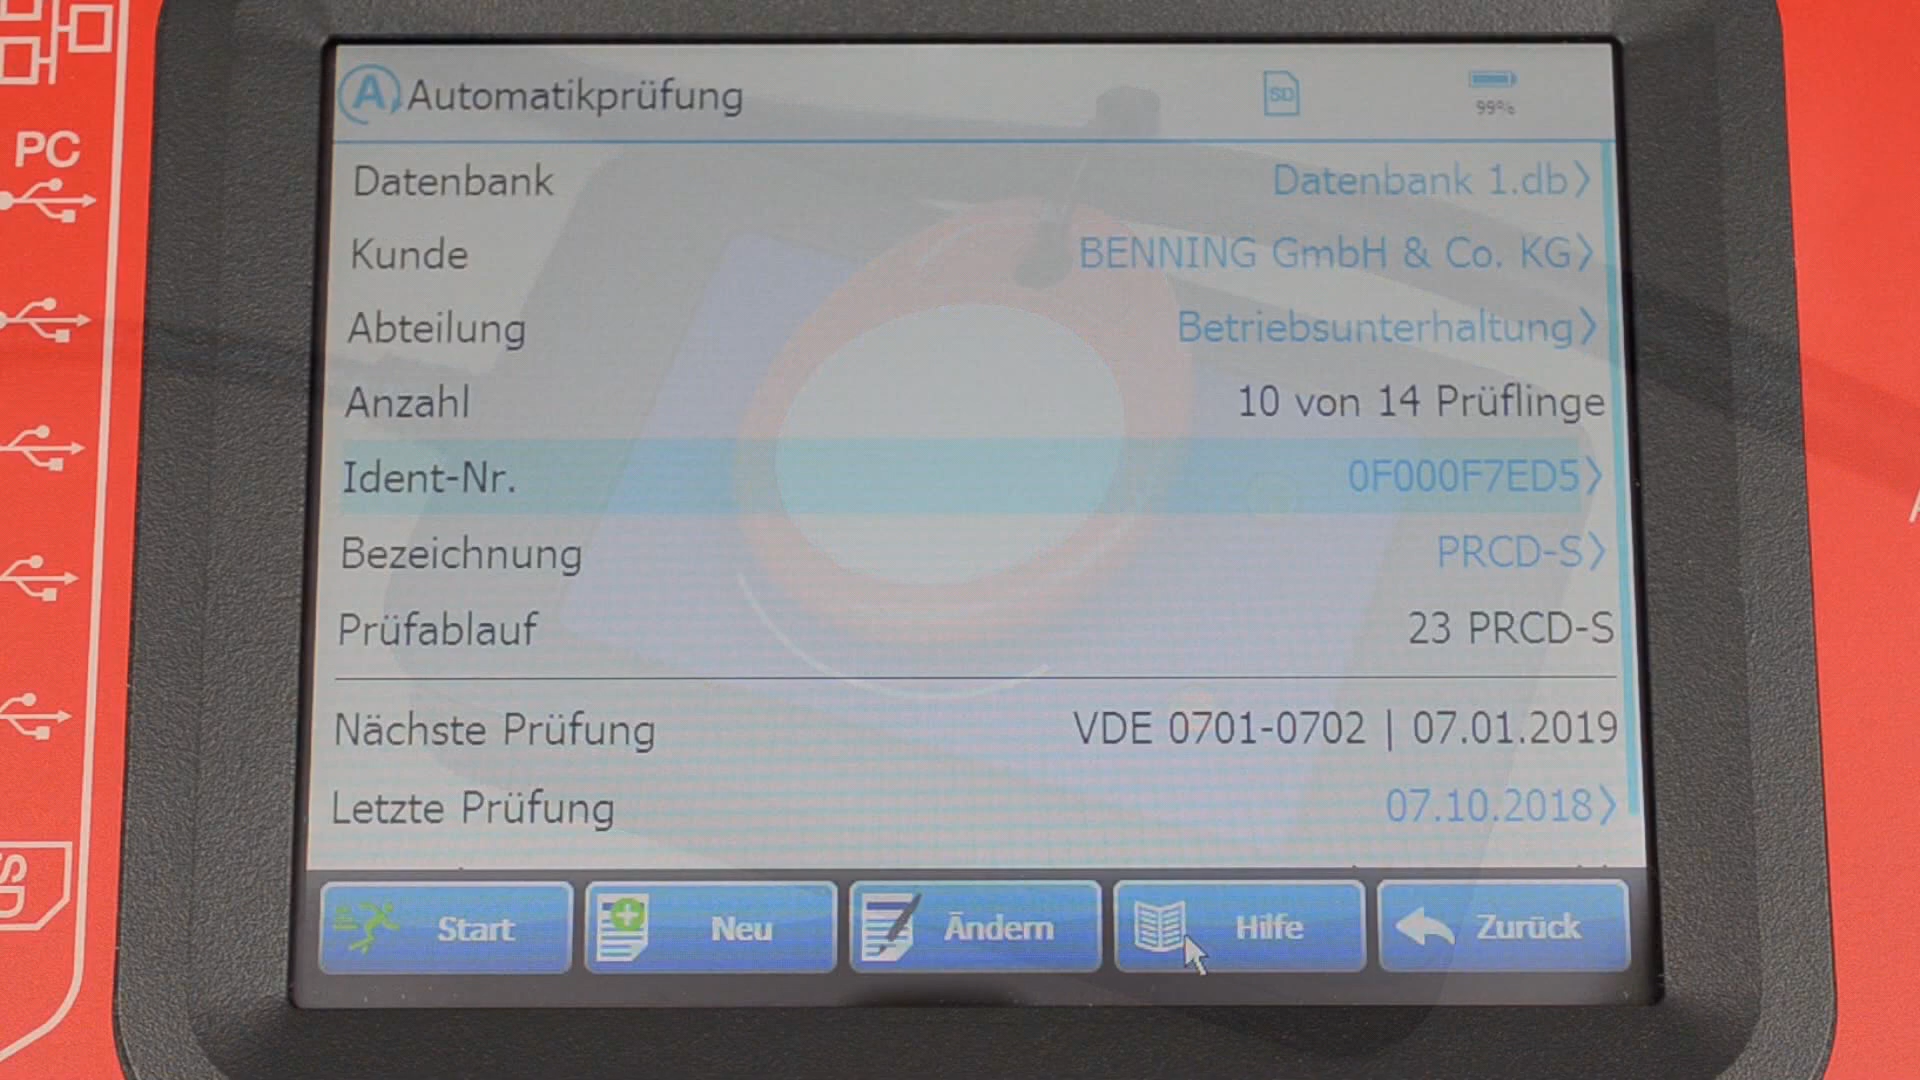 PC
SD
Automatikprüfung
SD
99%
Datenbank Datenbank 1.db
Kunde BENNING GmbH & Co. KG
Abteilung Betriebsunterhaltung
Anzahl 10 von 14 Prüflinge
Ident-Nr. 0F000F7ED5
Bezeichnung PRCD-S
Prüfablauf 23 PRCD-S
Nächste Prüfung VDE 0701-0702 | 07.01.2019
Letzte Prüfung 07.10.2018
Start Neu Ändern Hilfe Zurück